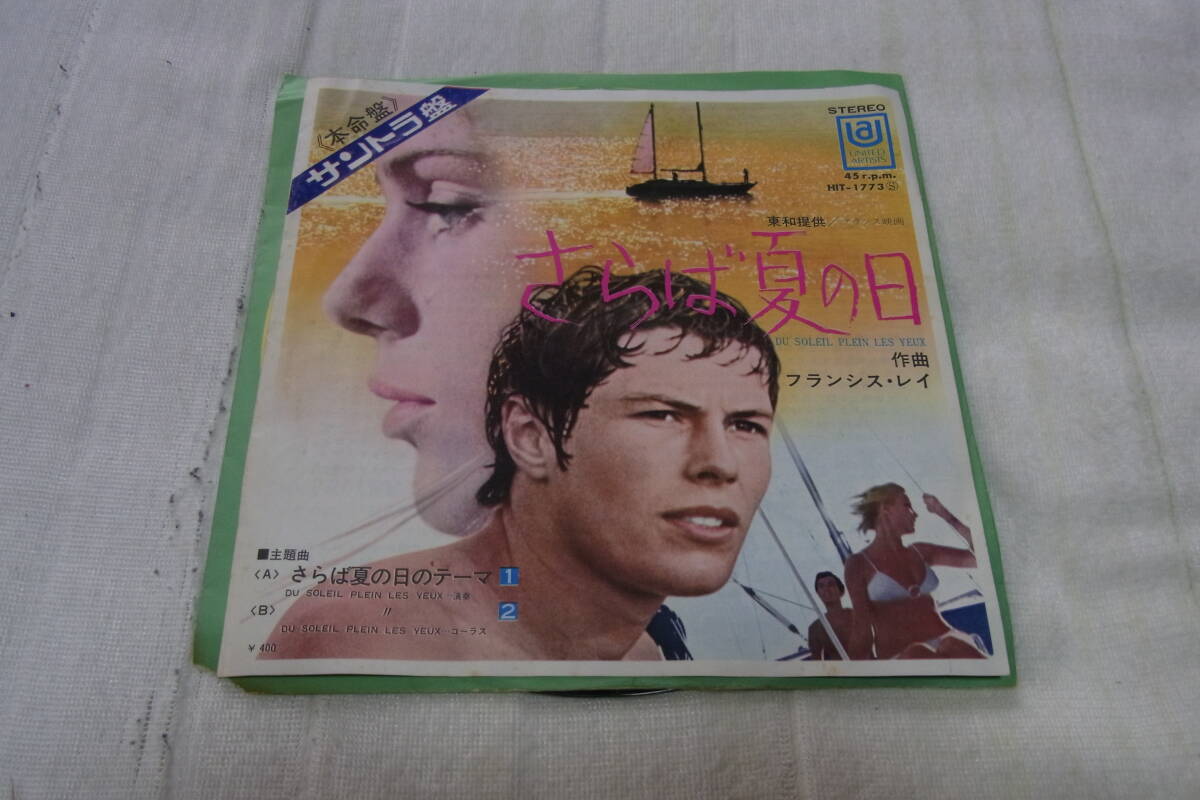 《本命盤》
サントラ盤
STEREO
UA
UNITED
ARTISTS
45 r.p.m.
HIT-1773Ⓢ
東和提供/フランス映画
さらば夏の日
DU SOLEIL PLEIN LES YEUX
作曲
フランシス・レイ
■主題曲
〈A〉 さらば夏の日のテーマ 1
DU SOLEIL PLEIN LES YEUX…演奏
〈B〉 〃 2
DU SOLEIL PLEIN LES YEUX…コーラス
¥400